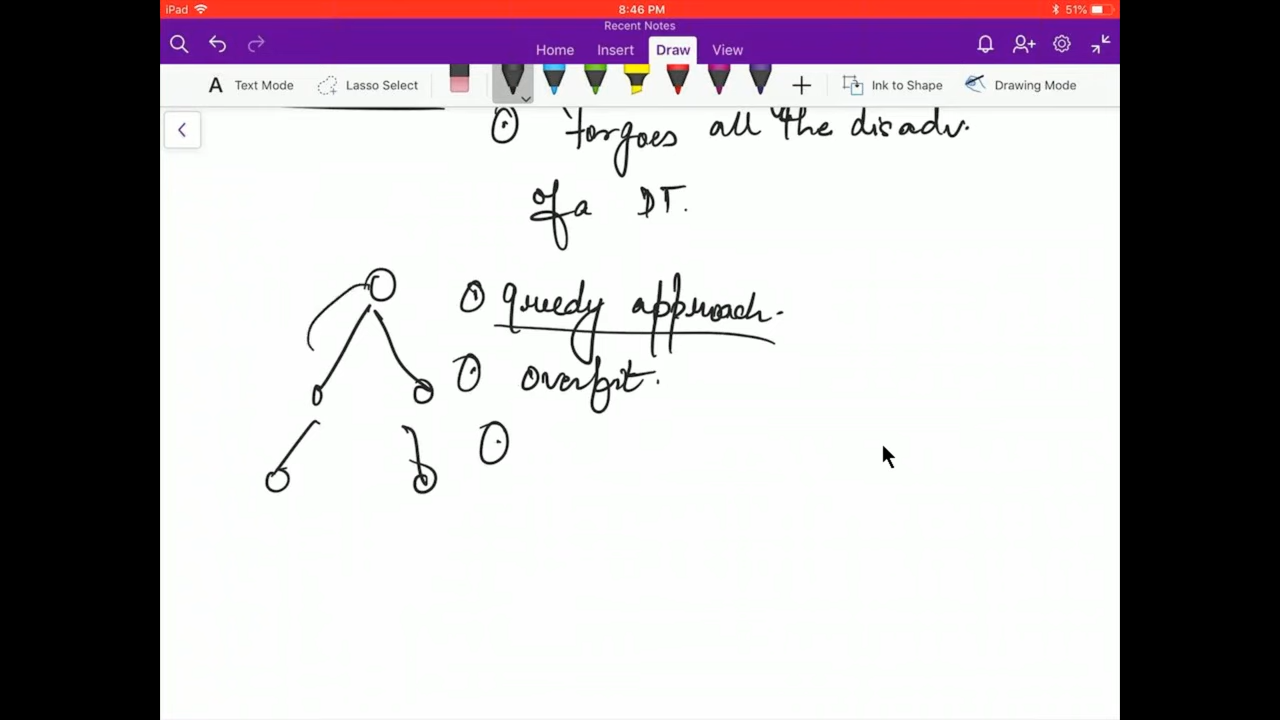 iPad 8:46 PM 51%
Recent Notes
Home Insert Draw View
Text Mode Lasso Select Ink to Shape Drawing Mode
forgoes all the disadv.
of a DT.
greedy approach.
overfit.